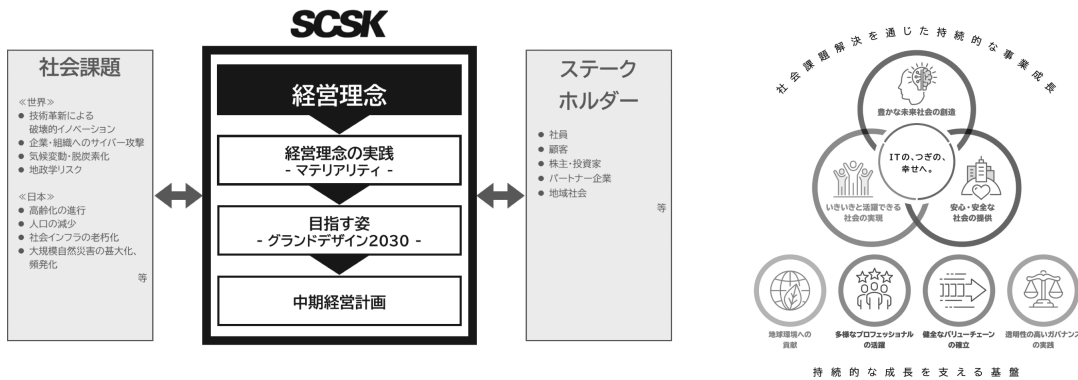 SCSK
社会課題
≪世界≫
● 技術革新による
破壊的イノベーション
● 企業・組織へのサイバー攻撃
● 気候変動・脱炭素化
● 地政学リスク
≪日本≫
● 高齢化の進行
● 人口の減少
● 社会インフラの老朽化
● 大規模自然災害の甚大化、
頻発化
等
経営理念
経営理念の実践
- マテリアリティ -
目指す姿
- グランドデザイン2030 -
中期経営計画
ステーク
ホルダー
● 社員
● 顧客
● 株主・投資家
● パートナー企業
● 地域社会
等
社会課題解決を通じた持続的な事業成長
豊かな未来社会の創造
ITの、つぎの、
幸せへ。
いきいきと活躍できる
社会の実現
安心・安全な
社会の提供
地球環境への
貢献
多様なプロフェッショナル
の活躍
健全なバリューチェーン
の確立
透明性の高いガバナンス
の実践
持続的な成長を支える基盤